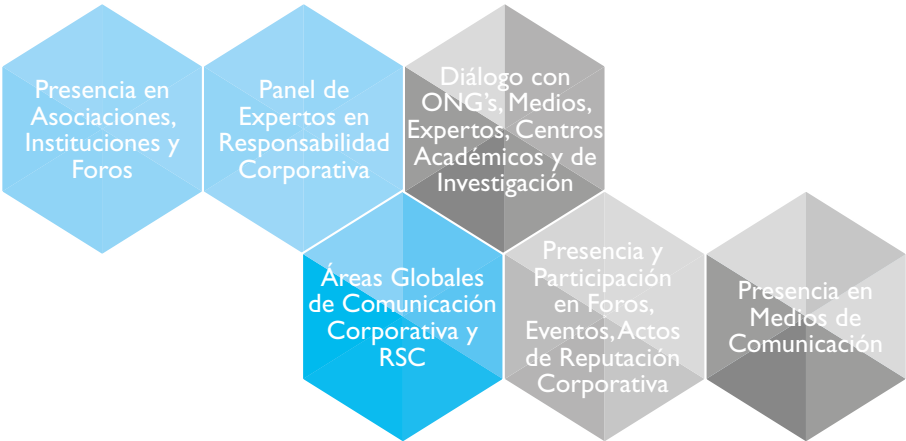 Presencia en
Asociaciones,
Instituciones y
Foros
Panel de
Expertos en
Responsabilidad
Corporativa
Diálogo con
ONG's, Medios,
Expertos, Centros
Académicos y de
Investigación
Áreas Globales
de Comunicación
Corporativa y
RSC
Presencia y
Participación
en Foros,
Eventos, Actos
de Reputación
Corporativa
Presencia en
Medios de
Comunicación